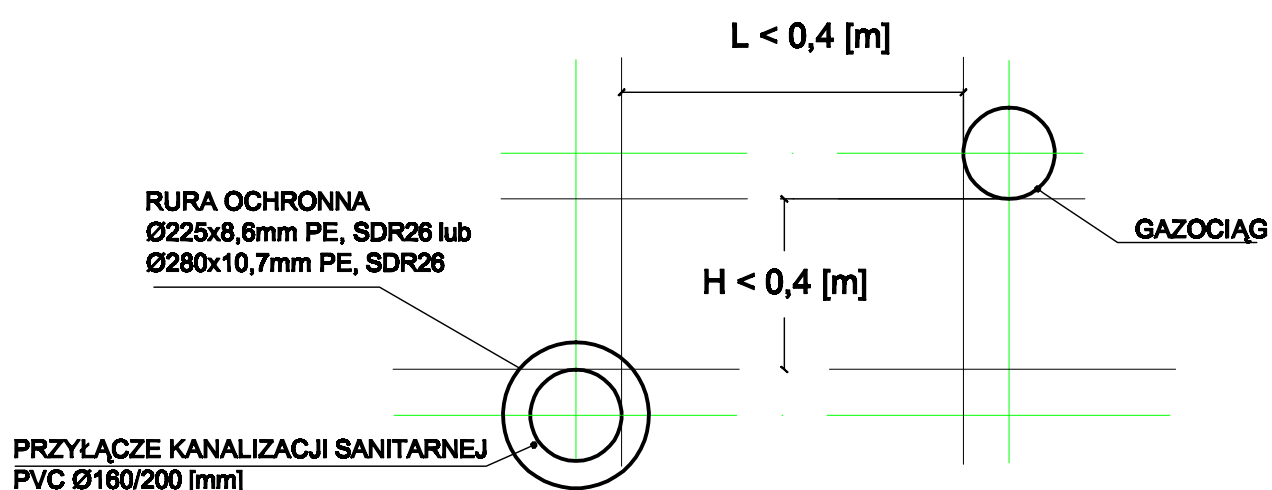 L < 0,4 [m]
RURA OCHRONNA
Ø225x8,6mm PE, SDR26 lub
Ø280x10,7mm PE, SDR26
GAZOCIĄG
H < 0,4 [m]
PRZYŁĄCZE KANALIZACJI SANITARNEJ
PVC Ø160/200 [mm]